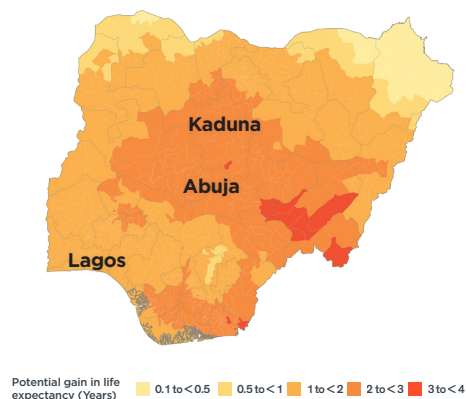 Kaduna
Abuja
Lagos
Potential gain in life
expectancy (Years)
0.1 to < 0.5
0.5 to < 1
1 to < 2
2 to < 3
3 to < 4